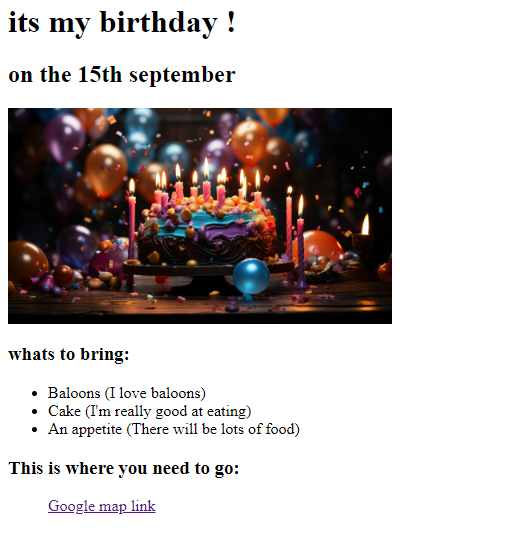 its my birthday !
on the 15th september
whats to bring:
Baloons (I love baloons)
Cake (I'm really good at eating)
An appetite (There will be lots of food)
This is where you need to go:
Google map link